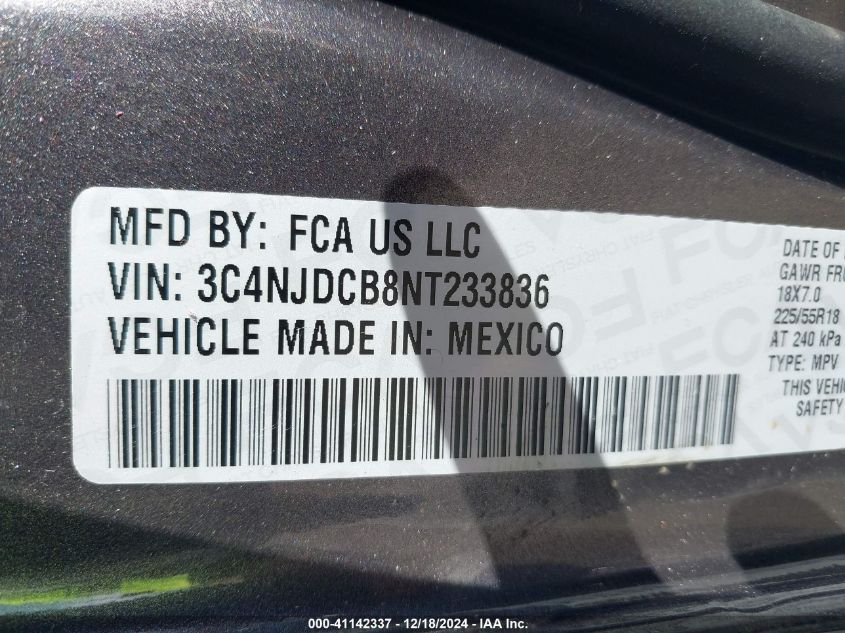 MFD BY: FCA US LLC
VIN: 3C4NJDCB8NT233836
VEHICLE MADE IN: MEXICO
DATE OF
GAWR FRO
18X7.0
225/55R18
AT 240 kPa
TYPE: MPV
THIS VEHI
SAFETY
000-41142337 - 12/18/2024 - IAA Inc.